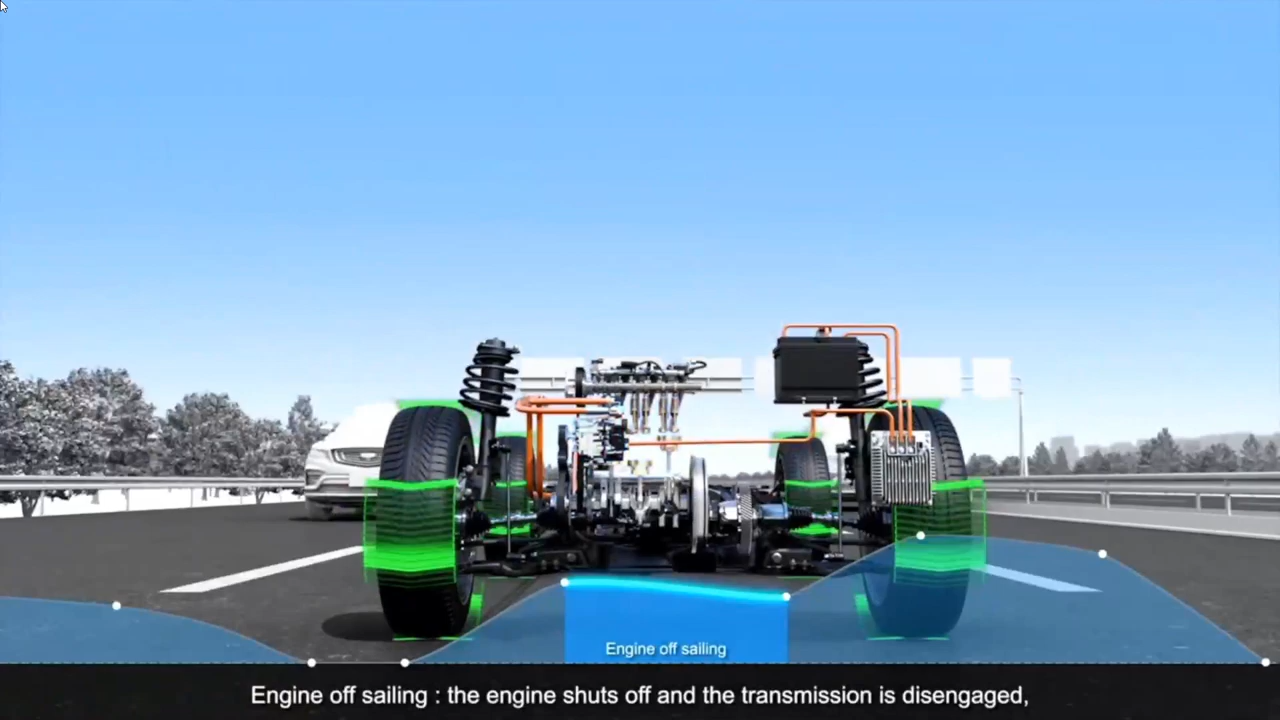 Engine off sailing
Engine off sailing : the engine shuts off and the transmission is disengaged,